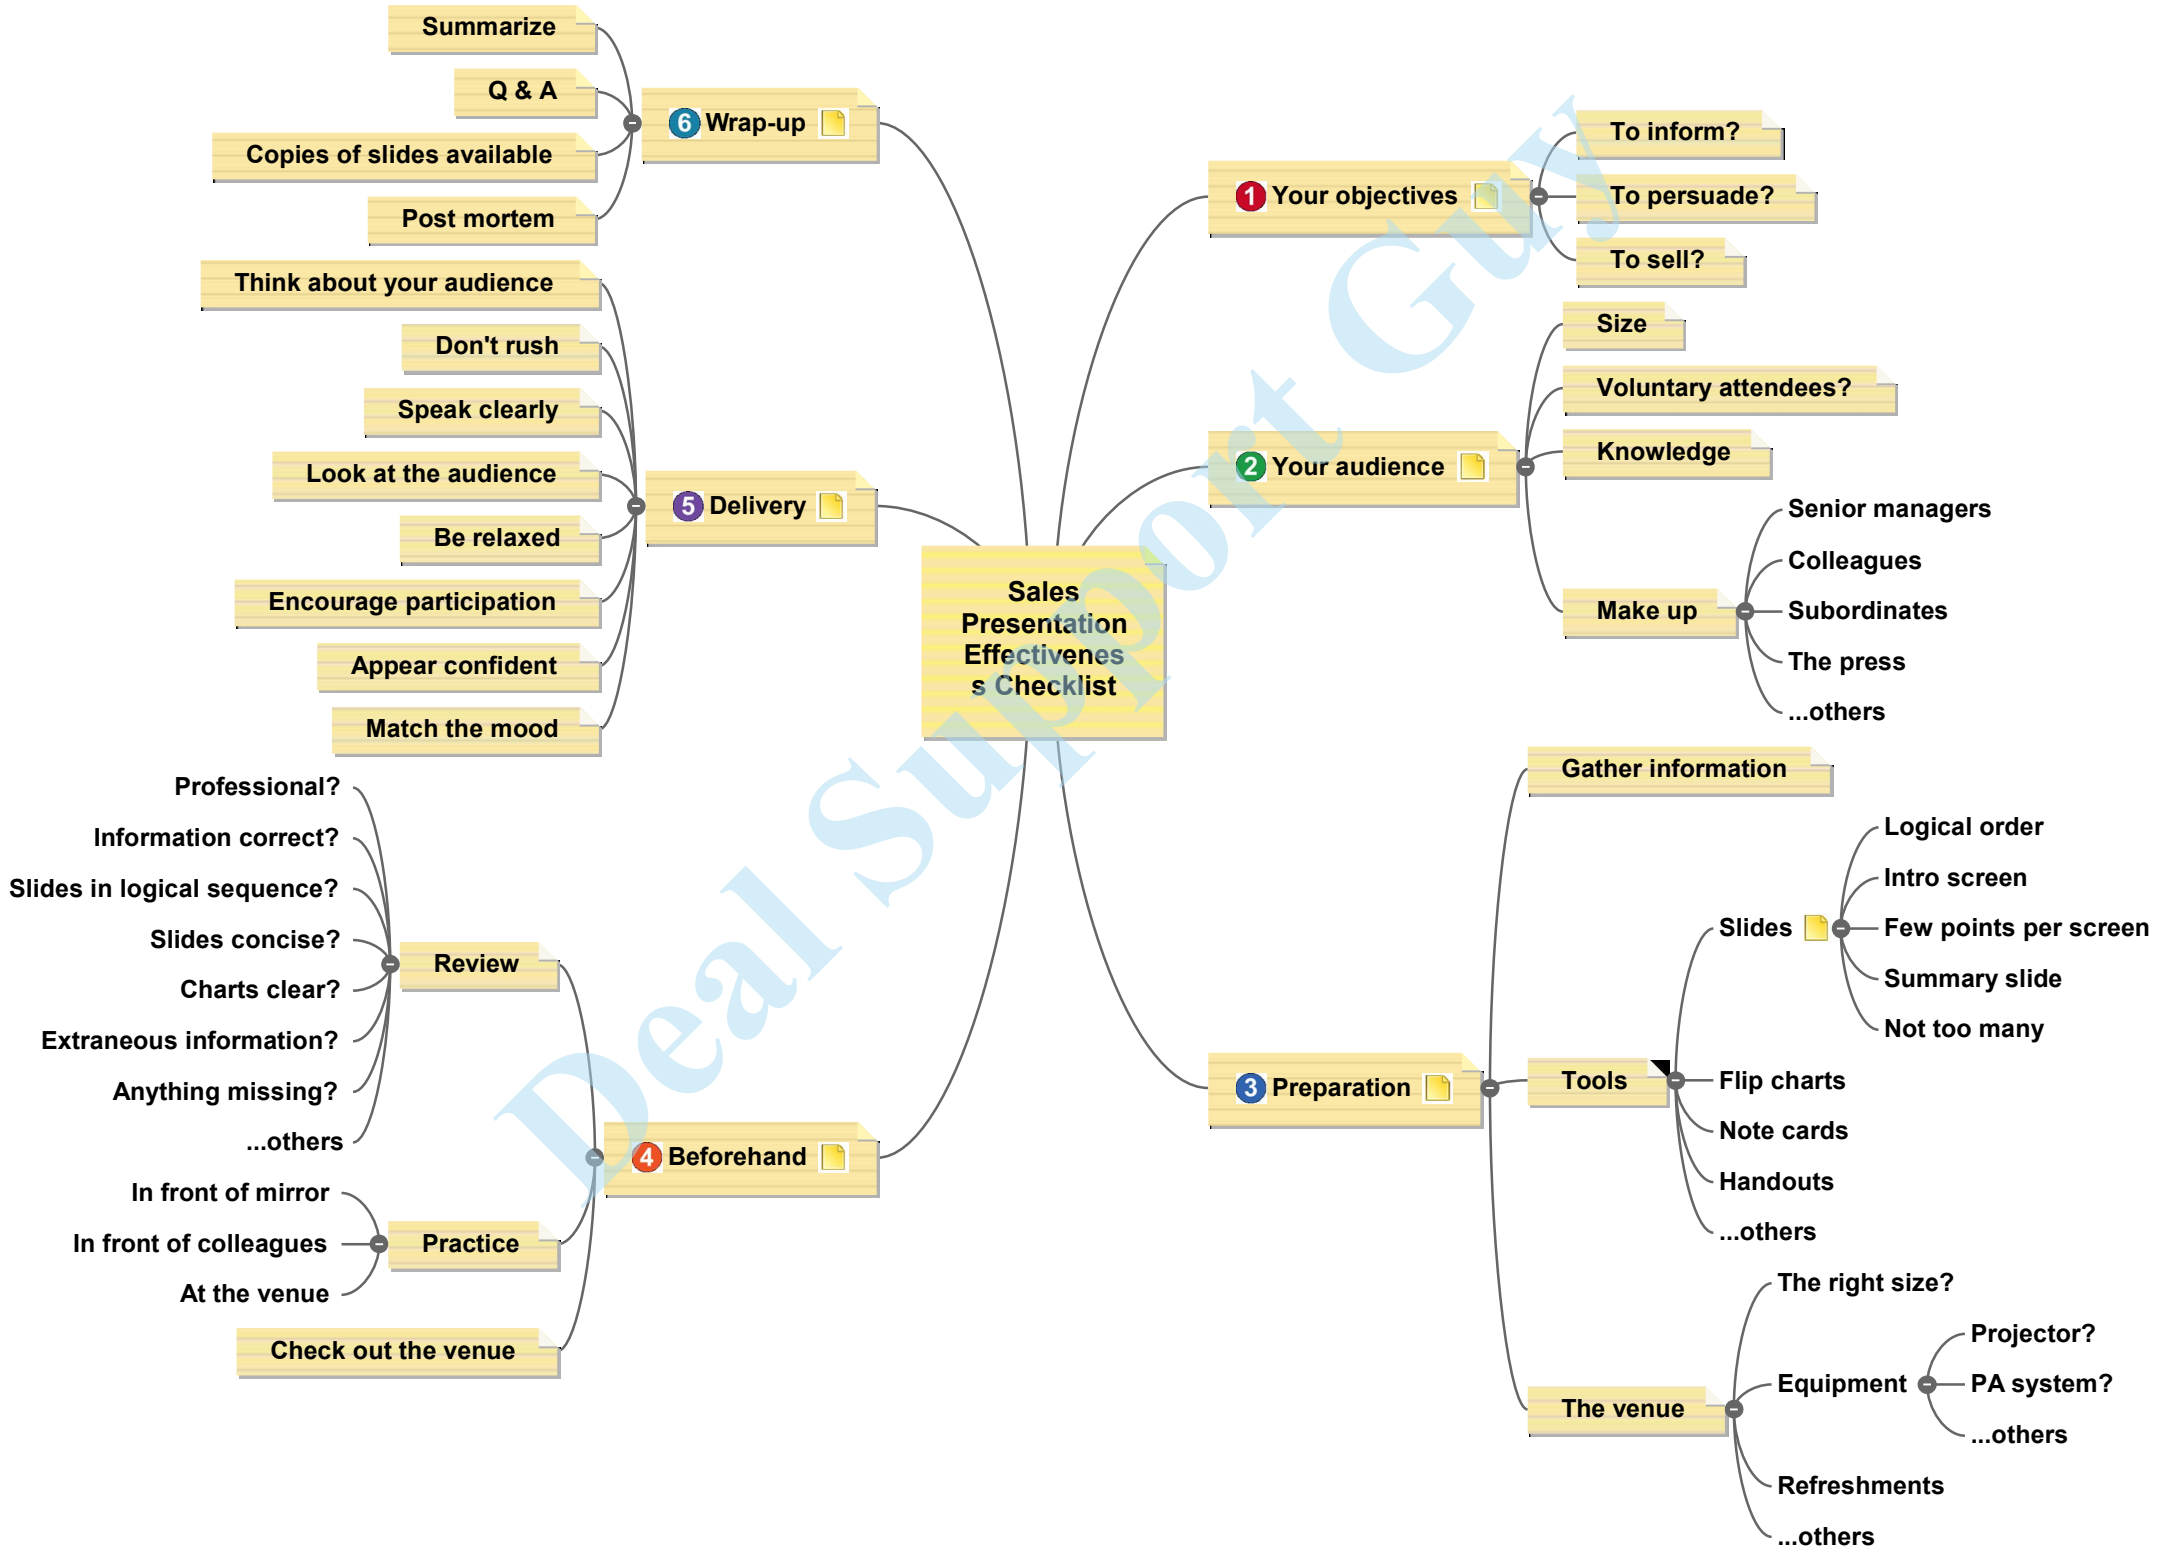 Sales
Presentation
Effectivenes
s Checklist
1 Your objectives
To inform?
To persuade?
To sell?
2 Your audience
Size
Voluntary attendees?
Knowledge
Make up
Senior managers
Colleagues
Subordinates
The press
...others
3 Preparation
Gather information
Tools
Slides
Logical order
Intro screen
Few points per screen
Summary slide
Not too many
Flip charts
Note cards
Handouts
...others
The venue
The right size?
Equipment
Projector?
PA system?
...others
Refreshments
...others
4 Beforehand
Review
Professional?
Information correct?
Slides in logical sequence?
Slides concise?
Charts clear?
Extraneous information?
Anything missing?
...others
Practice
In front of mirror
In front of colleagues
At the venue
Check out the venue
5 Delivery
Think about your audience
Don't rush
Speak clearly
Look at the audience
Be relaxed
Encourage participation
Appear confident
Match the mood
6 Wrap-up
Summarize
Q & A
Copies of slides available
Post mortem
Deal Support Guy